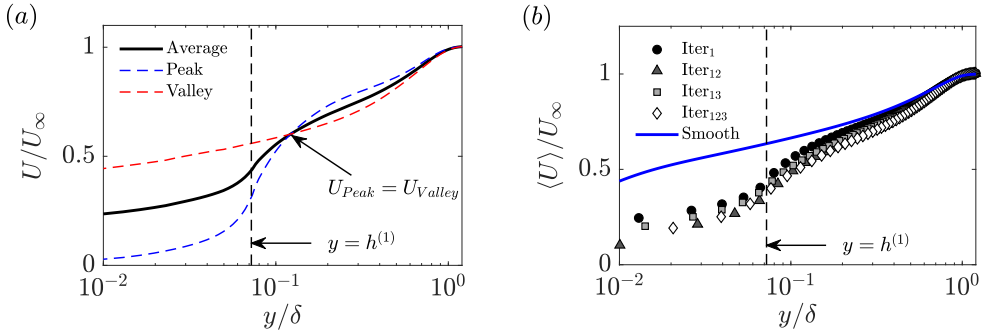 (a)
U/U∞
1
0.5
0
Average
Peak
Valley
U_Peak = U_Valley
y = h^(1)
10^−2
10^−1
10^0
y/δ
(b)
⟨U⟩/U∞
1
0.5
0
Iter_1
Iter_12
Iter_13
Iter_123
Smooth
y = h^(1)
10^−2
10^−1
10^0
y/δ